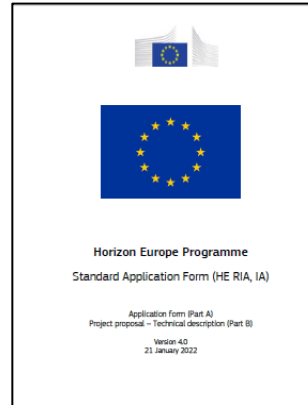 Horizon Europe Programme
Standard Application Form (HE RIA, IA)
Application form (Part A)
Project proposal – Technical description (Part B)
Version 4.0
21 January 2022